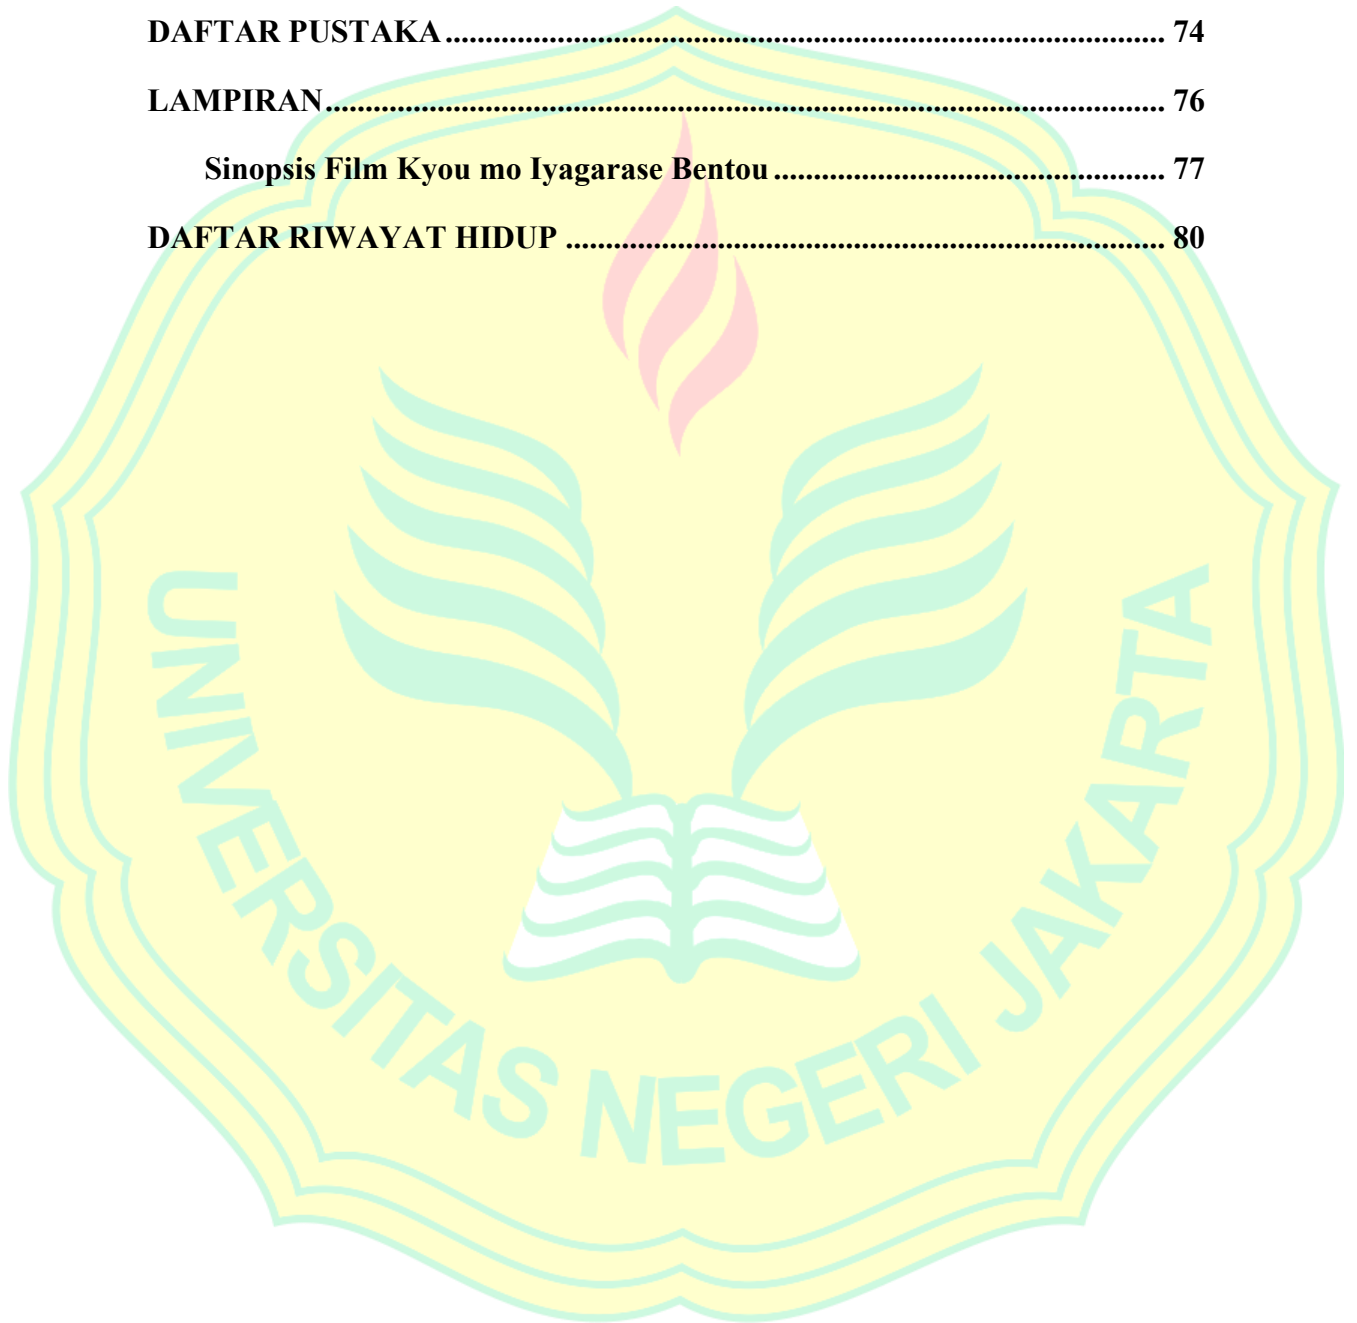 DAFTAR PUSTAKA.......................................................................................... 74
LAMPIRAN......................................................................................................... 76
Sinopsis Film Kyou mo Iyagarase Bentou ................................................. 77
DAFTAR RIWAYAT HIDUP ........................................................................... 80
UNIVERSITAS NEGERI JAKARTA